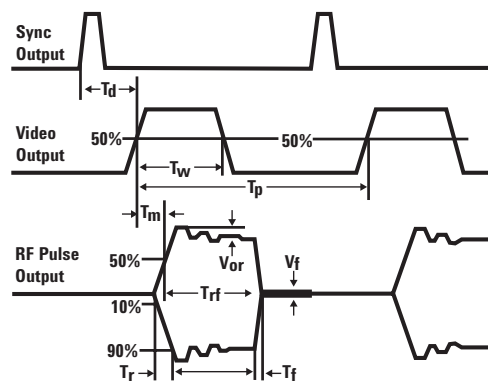 Sync
Output
Td
Video
Output
50%
50%
Tw
Tp
Tm
RF Pulse
Output
50%
Vor
Vf
Trf
10%
90%
Tr
Tf